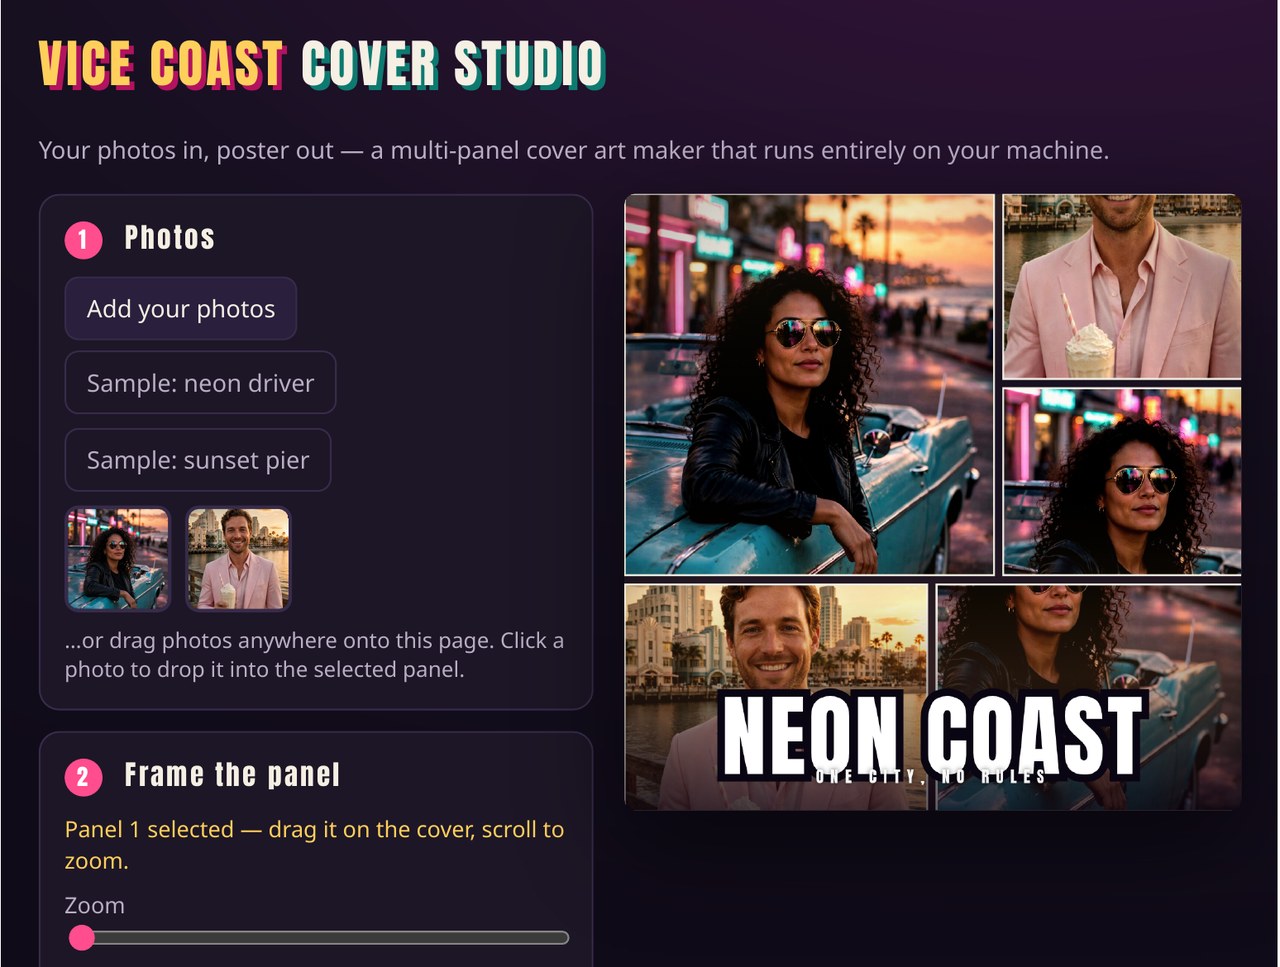 VICE COAST COVER STUDIO
Your photos in, poster out — a multi-panel cover art maker that runs entirely on your machine.
1 Photos
Add your photos
Sample: neon driver
Sample: sunset pier
...or drag photos anywhere onto this page. Click a
photo to drop it into the selected panel.
2 Frame the panel
Panel 1 selected — drag it on the cover, scroll to
zoom.
Zoom
NEON COAST
ONE CITY, NO RULES